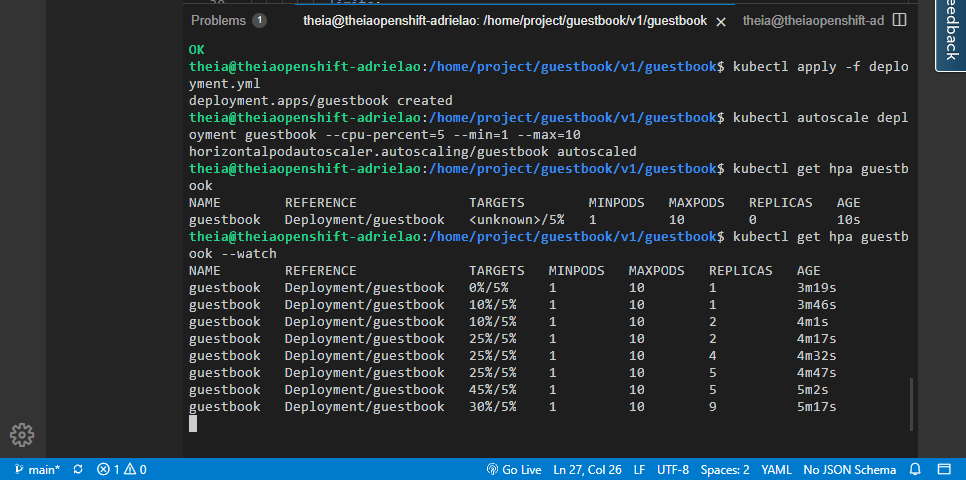 Problems 1 theia@theiaopenshift-adrielao: /home/project/guestbook/v1/guestbook theia@theiaopenshift-ad
eedback
OK
theia@theiaopenshift-adrielao:/home/project/guestbook/v1/guestbook$ kubectl apply -f deplo
yment.yml
deployment.apps/guestbook created
theia@theiaopenshift-adrielao:/home/project/guestbook/v1/guestbook$ kubectl autoscale depl
oyment guestbook --cpu-percent=5 --min=1 --max=10
horizontalpodautoscaler.autoscaling/guestbook autoscaled
theia@theiaopenshift-adrielao:/home/project/guestbook/v1/guestbook$ kubectl get hpa guestb
ook
NAME REFERENCE TARGETS MINPODS MAXPODS REPLICAS AGE
guestbook Deployment/guestbook <unknown>/5% 1 10 0 10s
theia@theiaopenshift-adrielao:/home/project/guestbook/v1/guestbook$ kubectl get hpa guestb
ook --watch
NAME REFERENCE TARGETS MINPODS MAXPODS REPLICAS AGE
guestbook Deployment/guestbook 0%/5% 1 10 1 3m19s
guestbook Deployment/guestbook 10%/5% 1 10 1 3m46s
guestbook Deployment/guestbook 10%/5% 1 10 2 4m1s
guestbook Deployment/guestbook 25%/5% 1 10 2 4m17s
guestbook Deployment/guestbook 25%/5% 1 10 4 4m32s
guestbook Deployment/guestbook 25%/5% 1 10 5 4m47s
guestbook Deployment/guestbook 45%/5% 1 10 5 5m2s
guestbook Deployment/guestbook 30%/5% 1 10 9 5m17s
main* 1 0 Go Live Ln 27, Col 26 LF UTF-8 Spaces: 2 YAML No JSON Schema